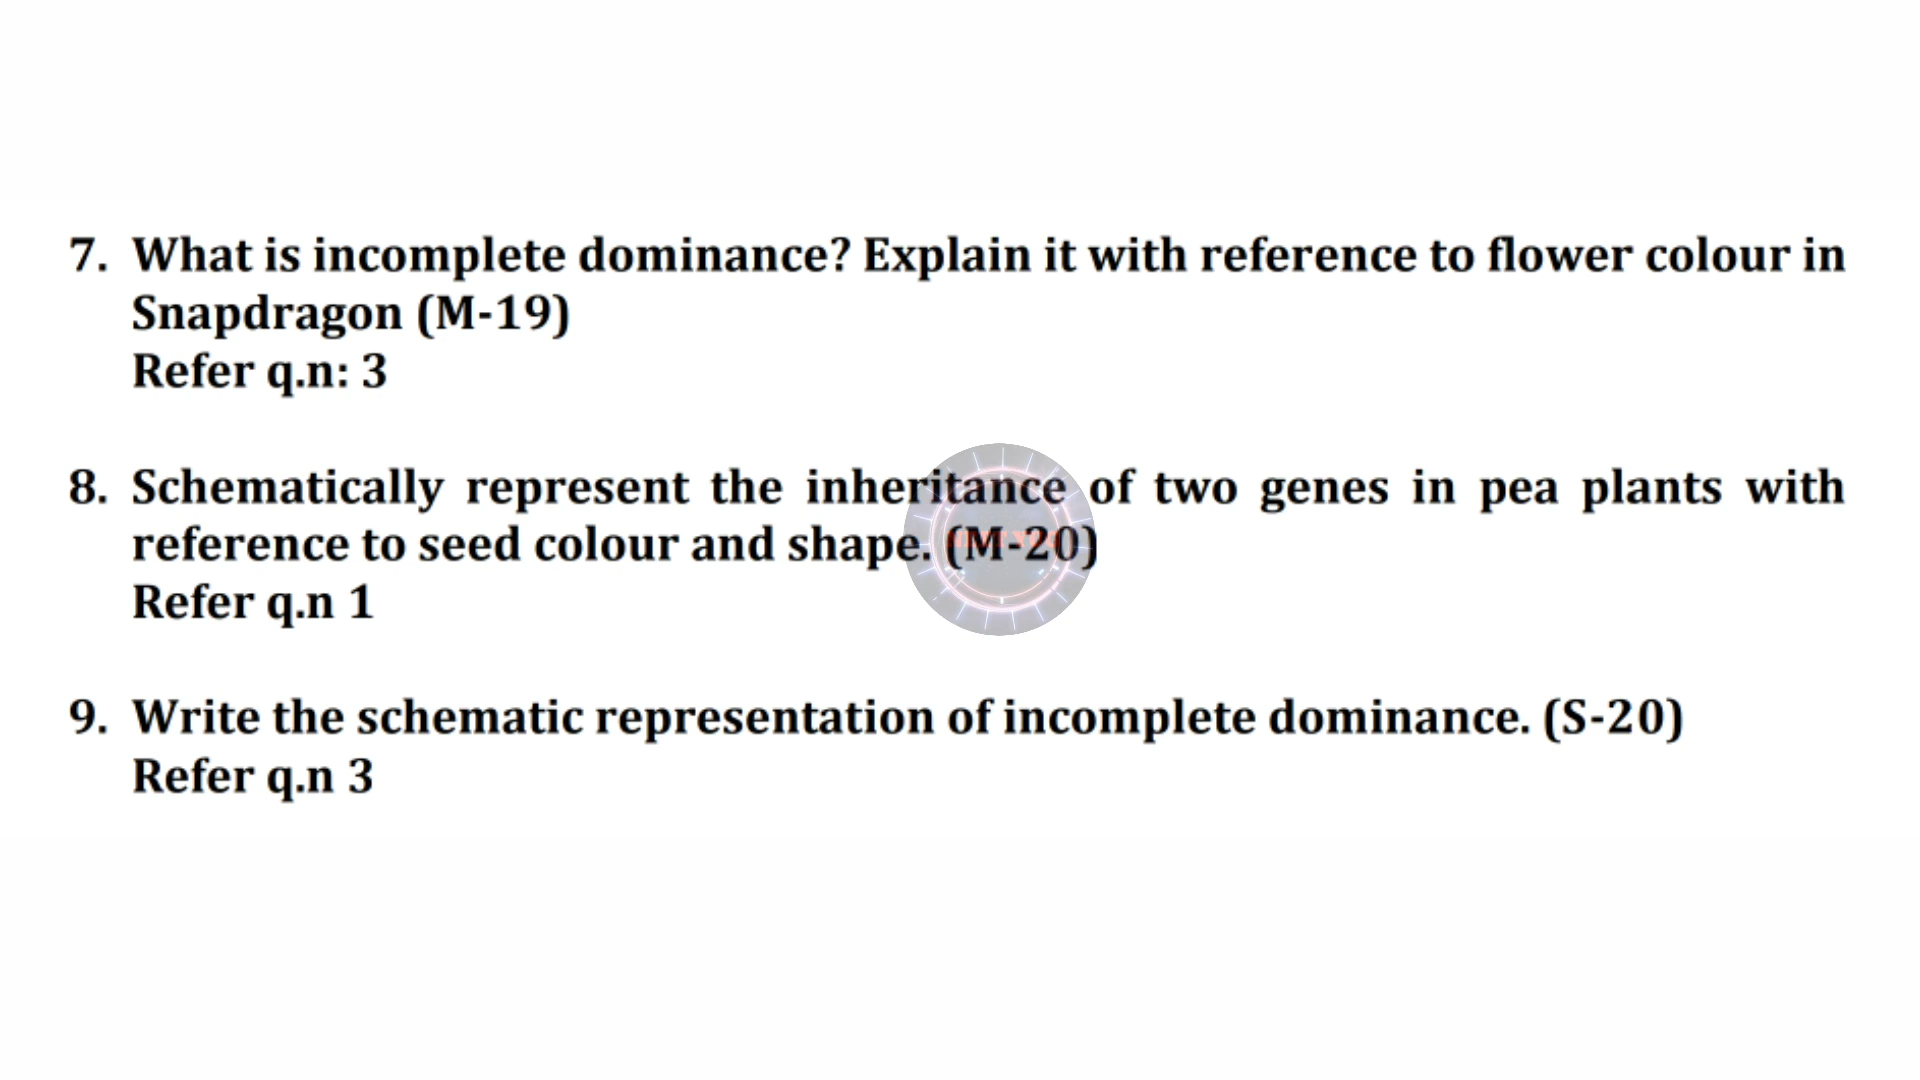 7. What is incomplete dominance? Explain it with reference to flower colour in
Snapdragon (M-19)
Refer q.n: 3
8. Schematically represent the inheritance of two genes in pea plants with
reference to seed colour and shape. (M-20)
Refer q.n 1
9. Write the schematic representation of incomplete dominance. (S-20)
Refer q.n 3